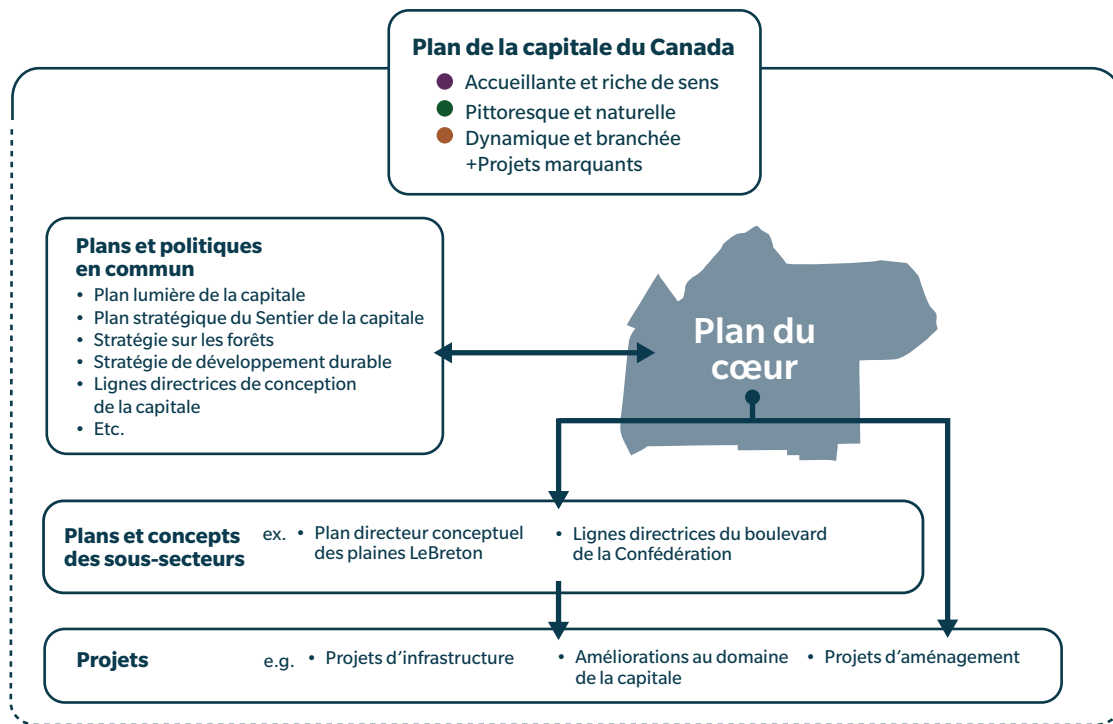 Plan de la capitale du Canada
Accueillante et riche de sens
Pittoresque et naturelle
Dynamique et branchée
+Projets marquants
Plans et politiques
en commun
• Plan lumière de la capitale
• Plan stratégique du Sentier de la capitale
• Stratégie sur les forêts
• Stratégie de développement durable
• Lignes directrices de conception
de la capitale
• Etc.
Plan du
cœur
Plans et concepts
des sous-secteurs
ex.
• Plan directeur conceptuel
des plaines LeBreton
• Lignes directrices du boulevard
de la Confédération
Projets
e.g.
• Projets d'infrastructure
• Améliorations au domaine
de la capitale
• Projets d'aménagement